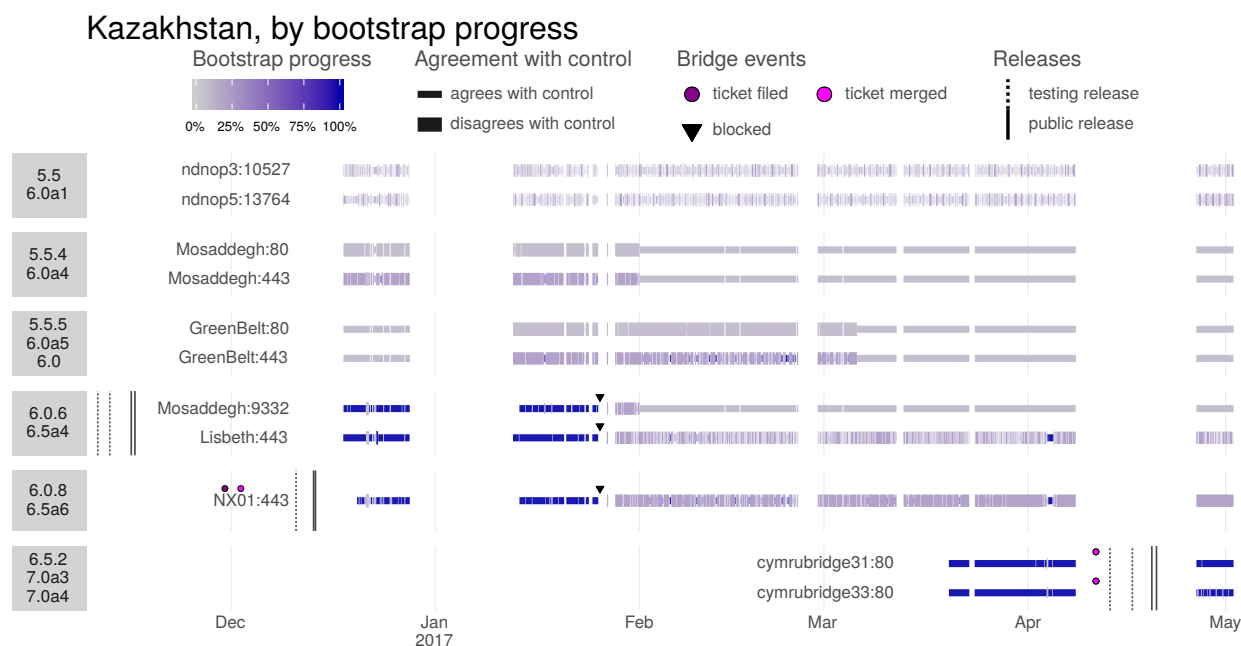 Kazakhstan, by bootstrap progress
Bootstrap progress
0% 25% 50% 75% 100%
Agreement with control
agrees with control
disagrees with control
Bridge events
ticket filed
ticket merged
blocked
Releases
testing release
public release
5.5
6.0a1
ndnop3:10527
ndnop5:13764
5.5.4
6.0a4
Mosaddegh:80
Mosaddegh:443
5.5.5
6.0a5
6.0
GreenBelt:80
GreenBelt:443
6.0.6
6.5a4
Mosaddegh:9332
Lisbeth:443
6.0.8
6.5a6
NX01:443
6.5.2
7.0a3
7.0a4
cymrubridge31:80
cymrubridge33:80
Dec Jan Feb Mar Apr May
2017